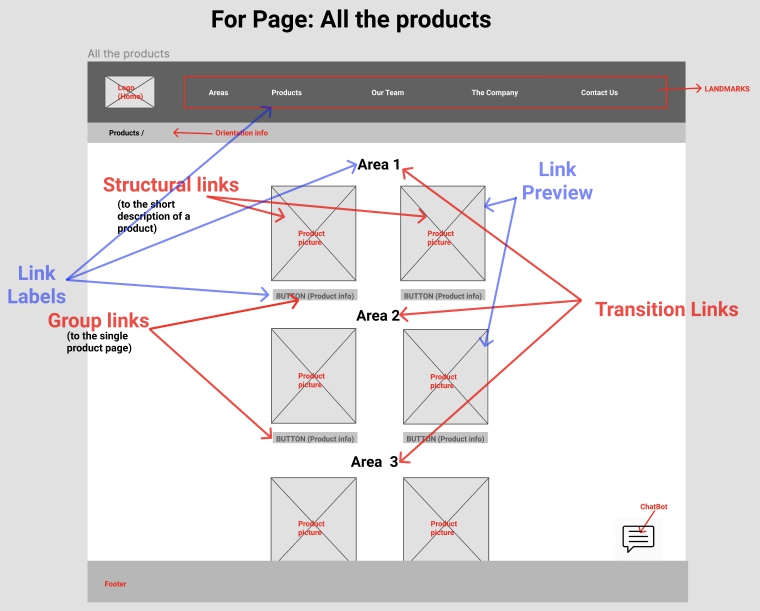 For Page: All the products
All the products
Logo
(Home)
Areas
Products
Our Team
The Company
Contact Us
LANDMARKS
Products /
Orientation info
Area 1
Link
Preview
Structural links
(to the short
description of a
product)
Product
picture
Product
picture
Link
Labels
BUTTON (Product info)
BUTTON (Product info)
Group links
(to the single
product page)
Area 2
Transition Links
Product
picture
Product
picture
BUTTON (Product info)
BUTTON (Product info)
Area 3
Product
picture
Product
picture
ChatBot
Footer